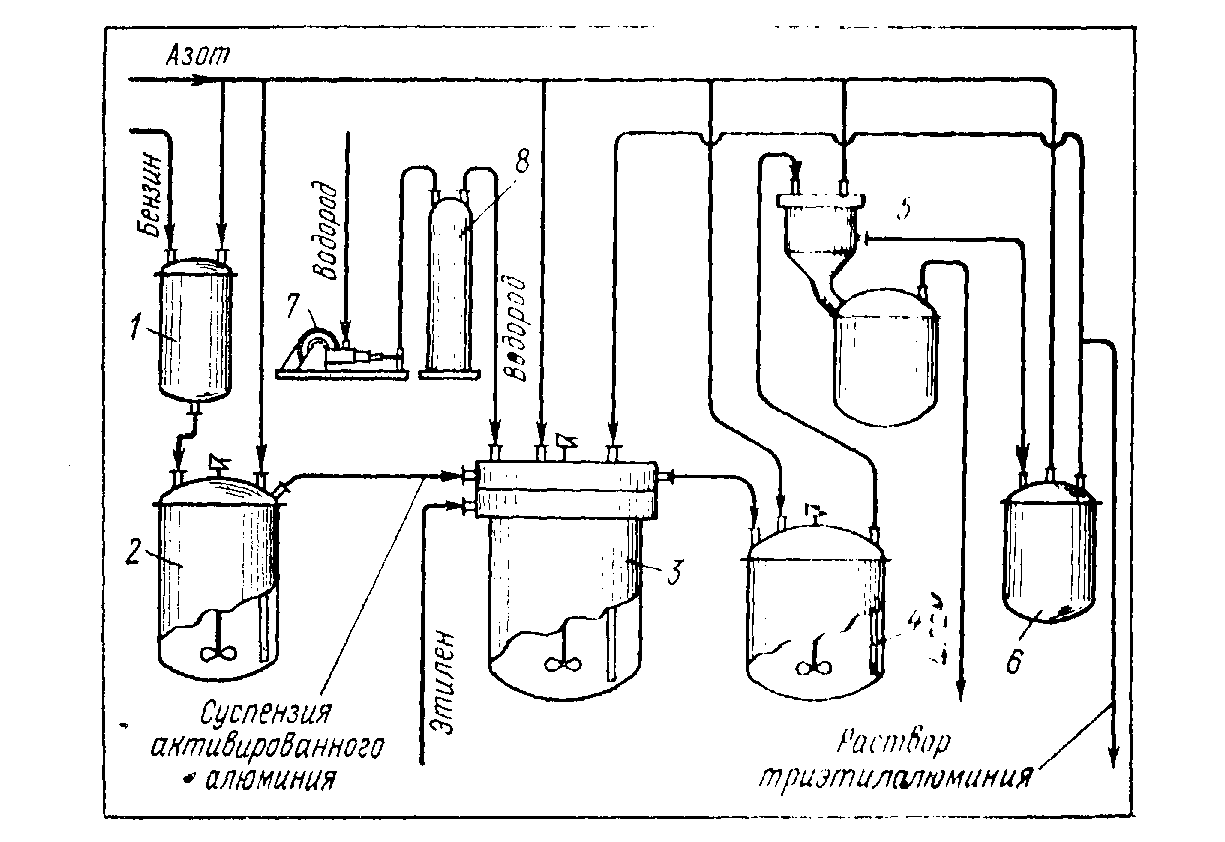 Азот
Бензин
Водород
8
5
7
1
Водород
2
3
4
6
Этилен
Суспензия
активированного
алюминия
Раствор
триэтилалюминия